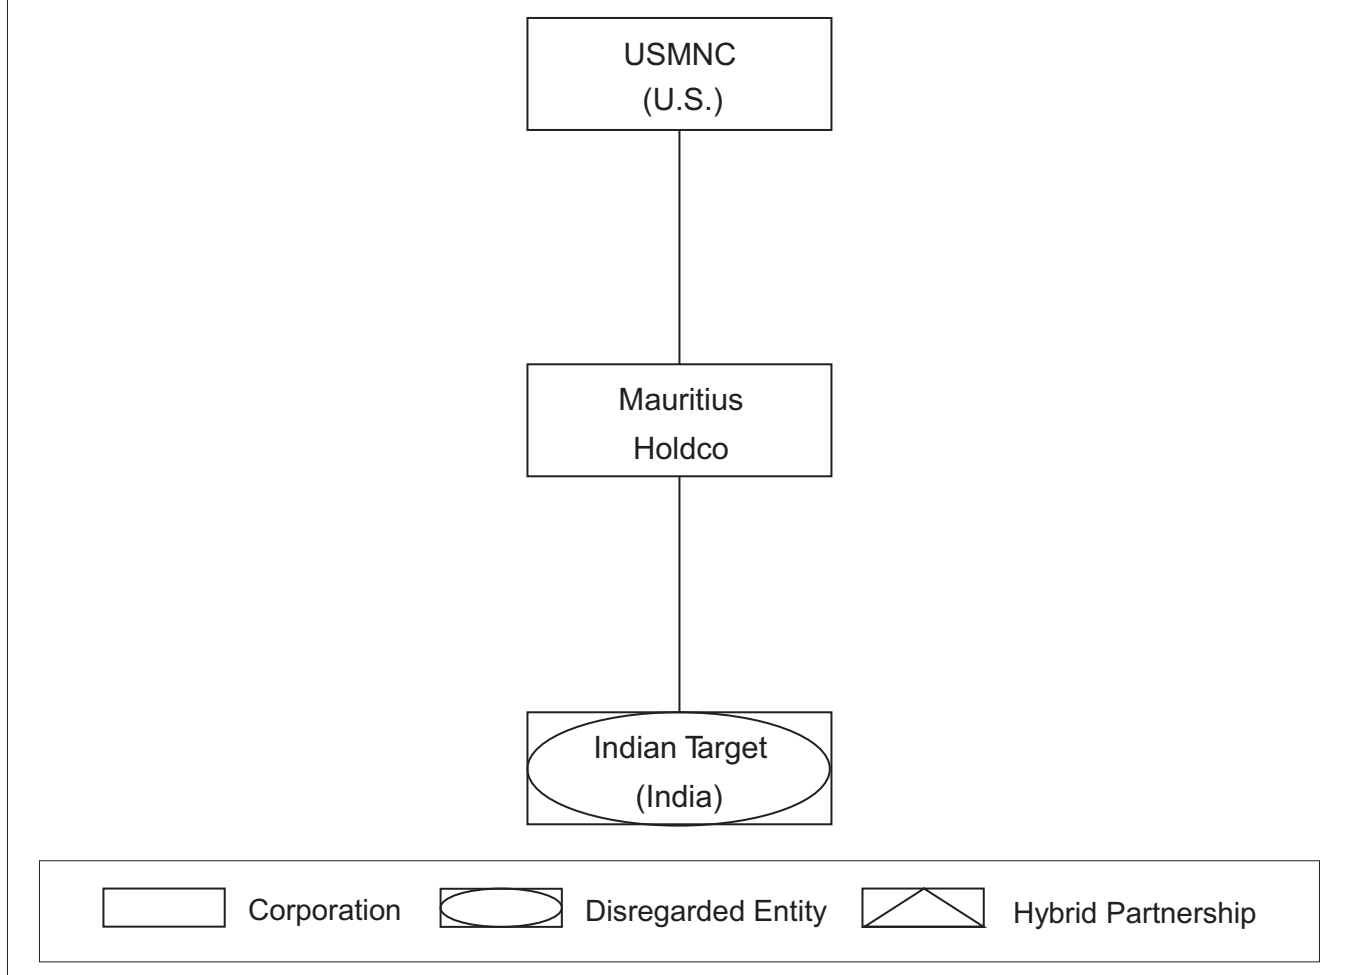 USMNC
(U.S.)
Mauritius
Holdco
Indian Target
(India)
Corporation
Disregarded Entity
Hybrid Partnership